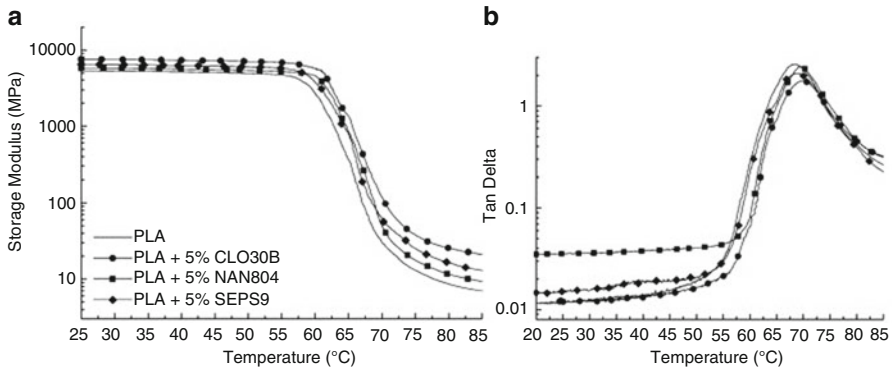 a
Storage Modulus (MPa)
10000
1000
100
10
PLA
PLA + 5% CLO30B
PLA + 5% NAN804
PLA + 5% SEPS9
25 30 35 40 45 50 55 60 65 70 75 80 85
Temperature (°C)
b
Tan Delta
1
0.1
0.01
20 25 30 35 40 45 50 55 60 65 70 75 80 85
Temperature (°C)